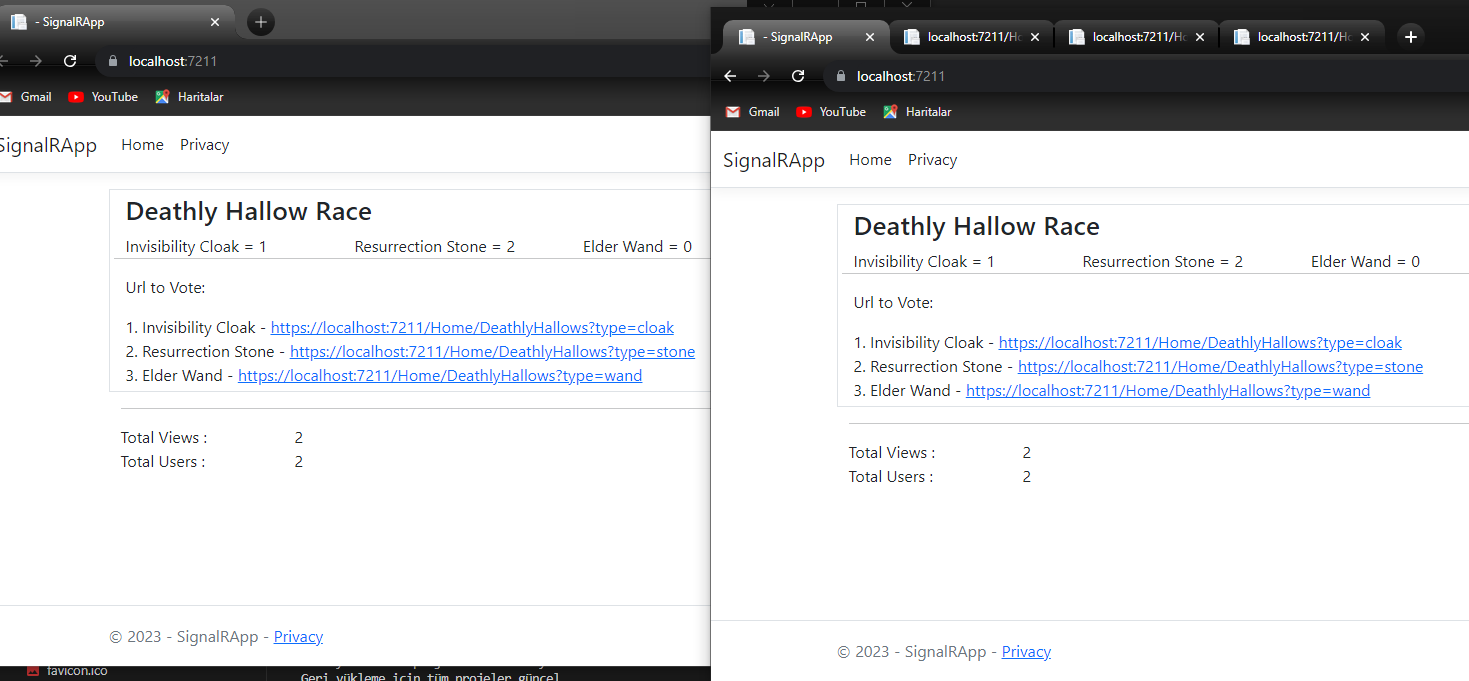 - SignalRApp
localhost:7211
Gmail YouTube Haritalar
SignalRApp Home Privacy
Deathly Hallow Race
Invisibility Cloak = 1 Resurrection Stone = 2 Elder Wand = 0
Url to Vote:
1. Invisibility Cloak - https://localhost:7211/Home/DeathlyHallows?type=cloak
2. Resurrection Stone - https://localhost:7211/Home/DeathlyHallows?type=stone
3. Elder Wand - https://localhost:7211/Home/DeathlyHallows?type=wand
Total Views : 2
Total Users : 2
© 2023 - SignalRApp - Privacy
favicon.ico
Geri yükleme için tüm projeler güncel
- SignalRApp localhost:7211/Hc localhost:7211/Hc localhost:7211/Hc
localhost:7211
Gmail YouTube Haritalar
SignalRApp Home Privacy
Deathly Hallow Race
Invisibility Cloak = 1 Resurrection Stone = 2 Elder Wand = 0
Url to Vote:
1. Invisibility Cloak - https://localhost:7211/Home/DeathlyHallows?type=cloak
2. Resurrection Stone - https://localhost:7211/Home/DeathlyHallows?type=stone
3. Elder Wand - https://localhost:7211/Home/DeathlyHallows?type=wand
Total Views : 2
Total Users : 2
© 2023 - SignalRApp - Privacy